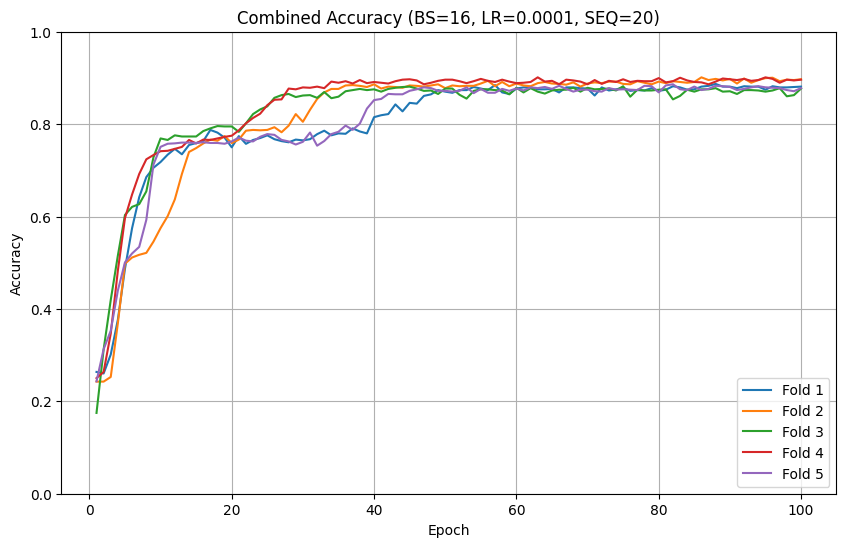 Combined Accuracy (BS=16, LR=0.0001, SEQ=20)
1.0
0.8
0.6
0.4
0.2
0.0
Accuracy
0 20 40 60 80 100
Epoch
Fold 1
Fold 2
Fold 3
Fold 4
Fold 5